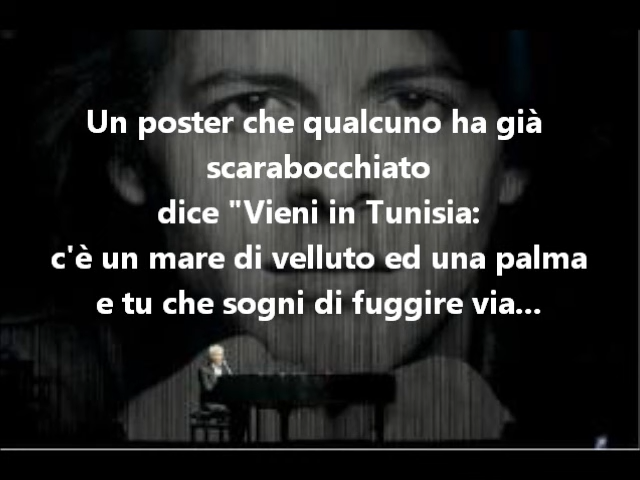 Un poster che qualcuno ha già
scarabocchiato
dice "Vieni in Tunisia:
c'è un mare di velluto ed una palma
e tu che sogni di fuggire via...